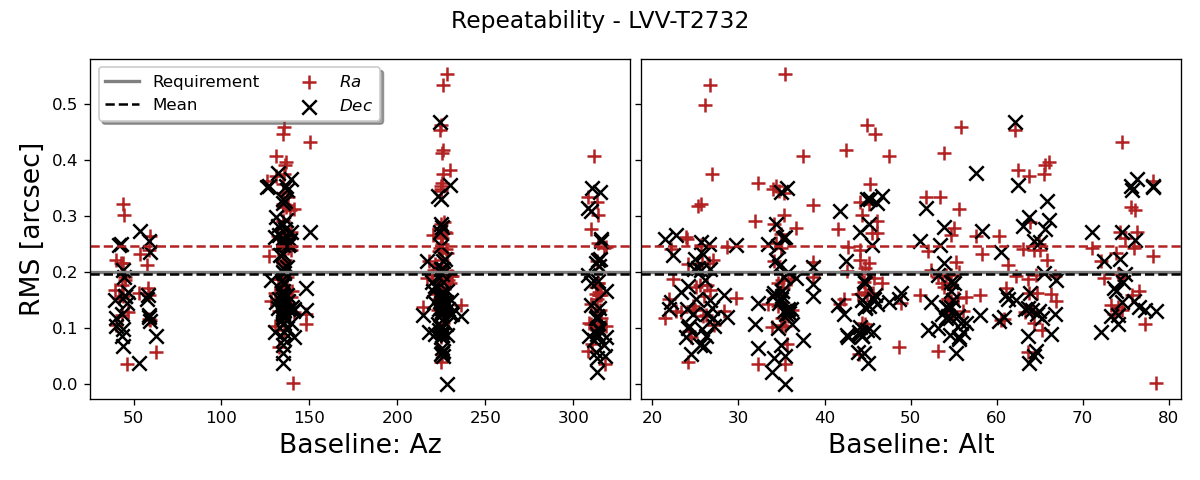 Repeatability - LVV-T2732
Requirement
Mean
Ra
Dec
RMS [arcsec]
0.5
0.4
0.3
0.2
0.1
0.0
50 100 150 200 250 300
Baseline: Az
20 30 40 50 60 70 80
Baseline: Alt